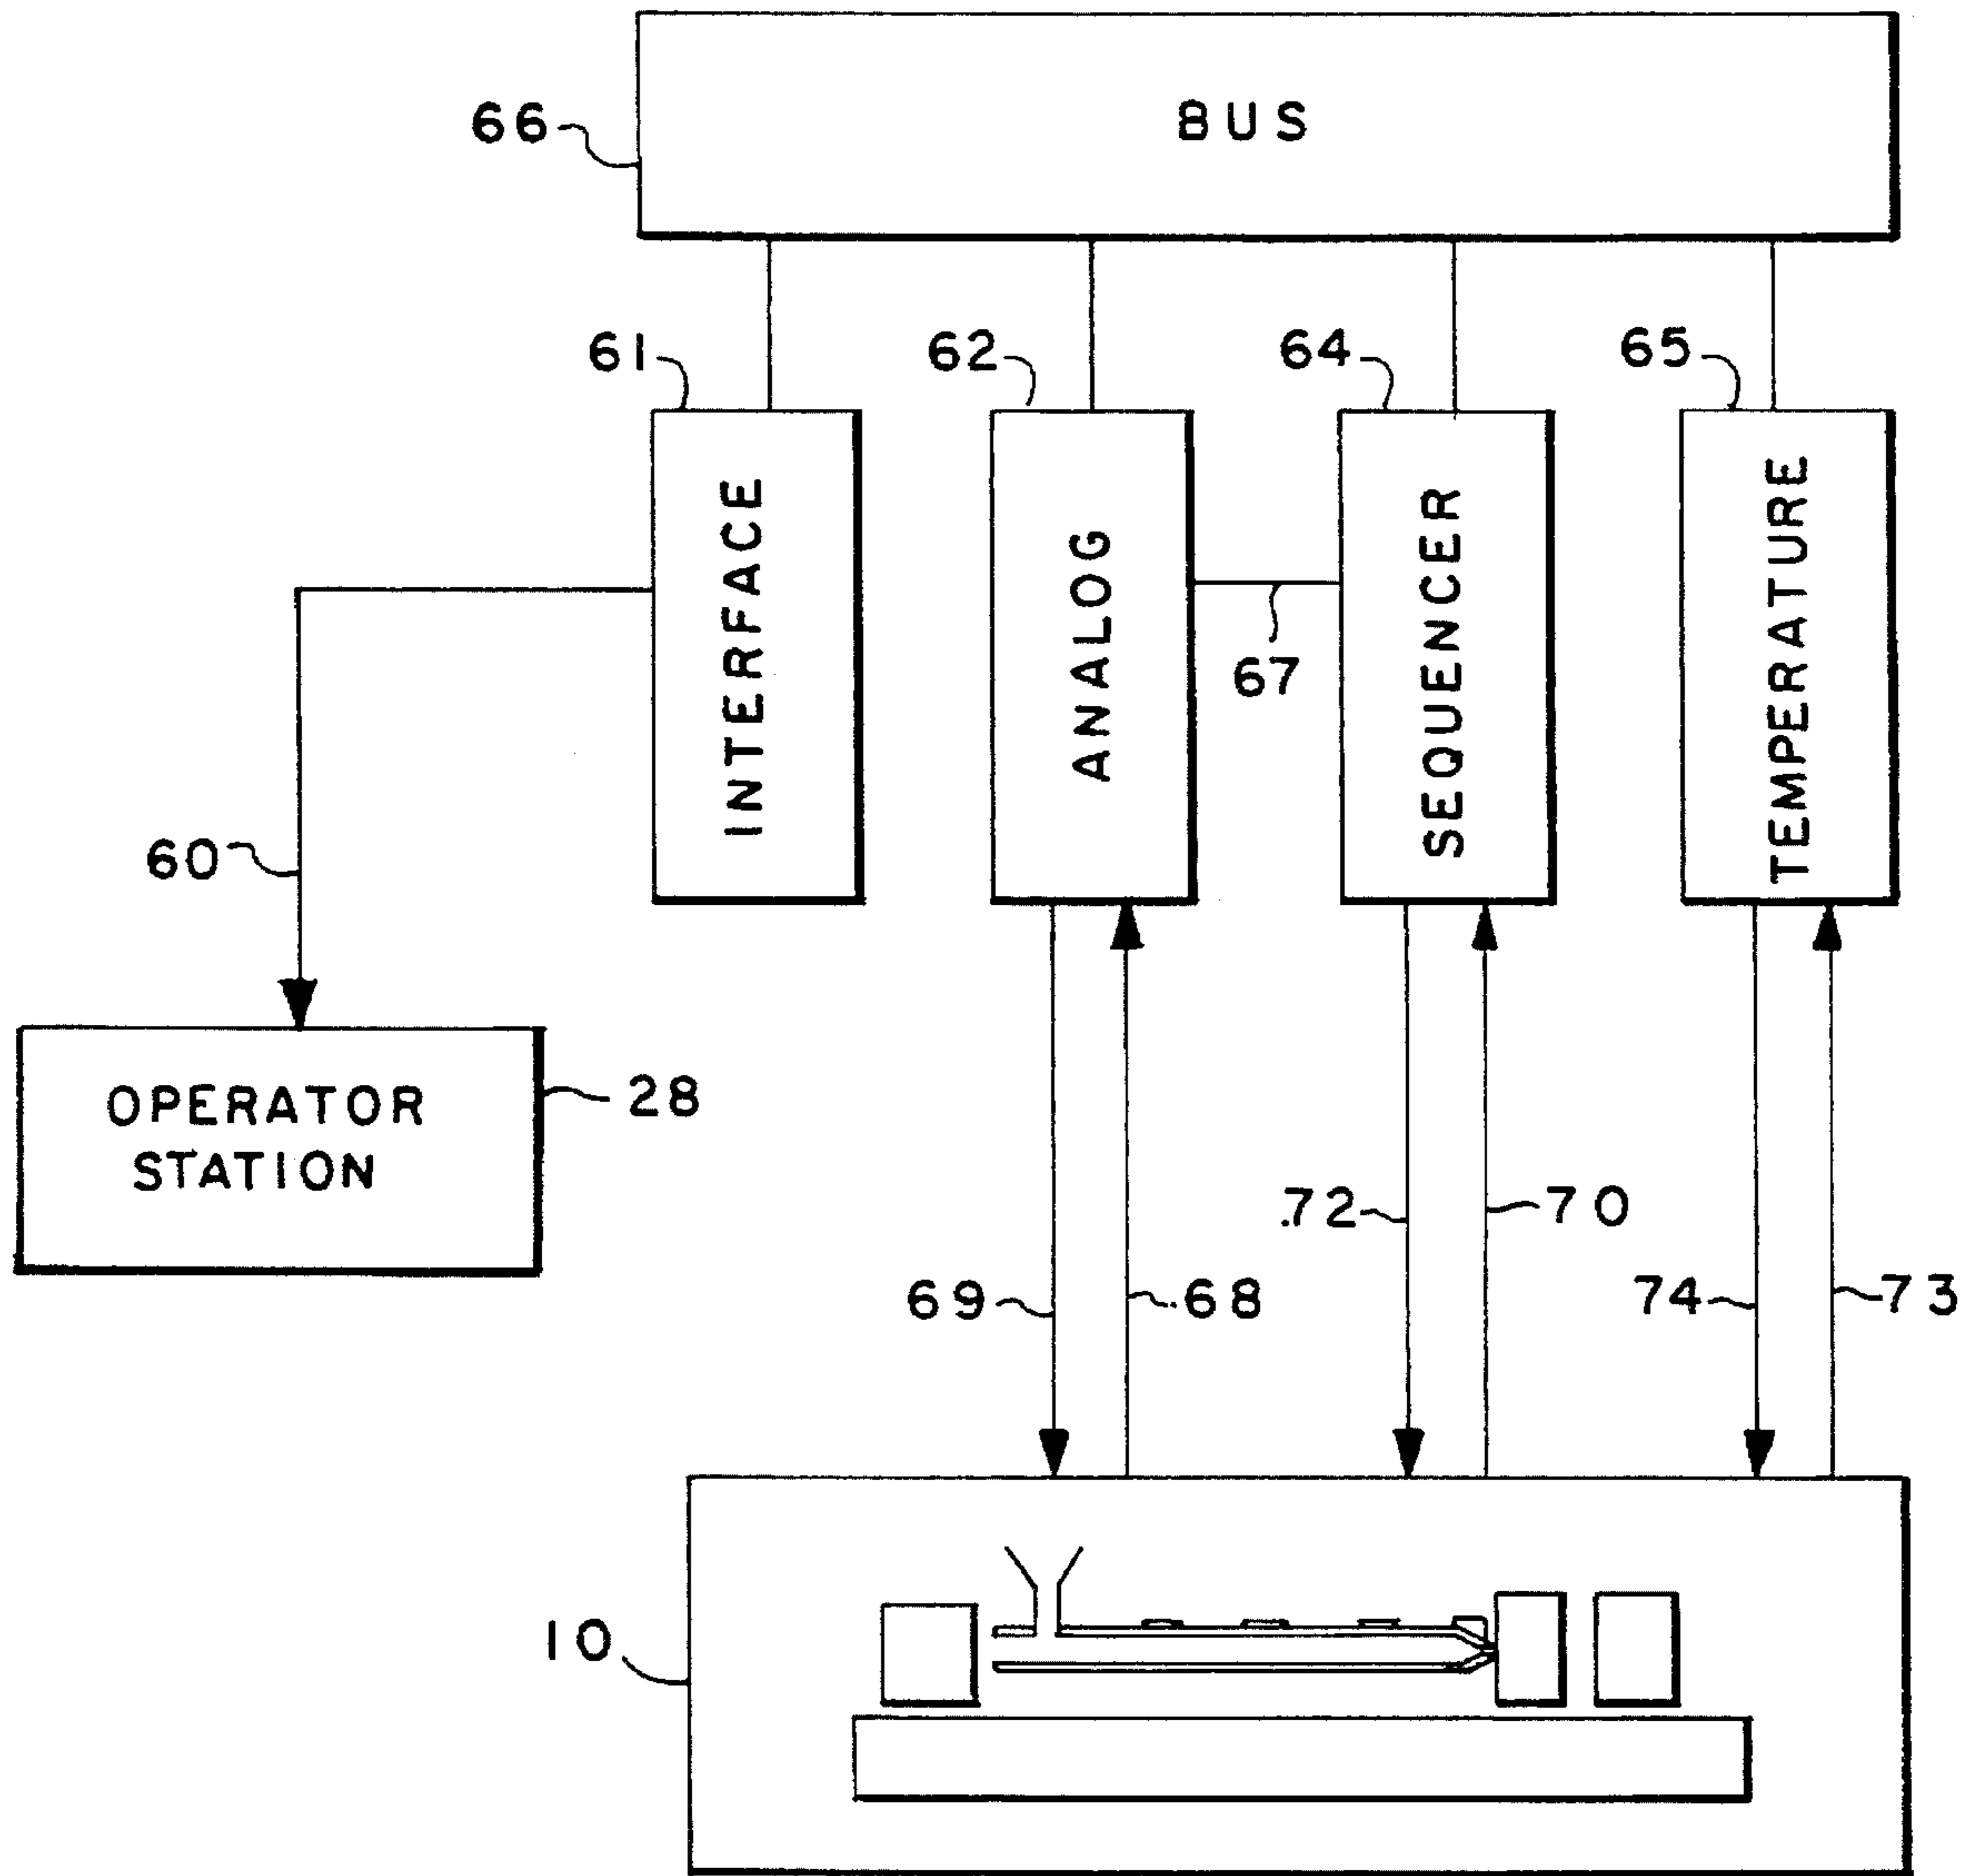 BUS
66
61
62
64
65
INTERFACE
ANALOG
SEQUENCER
TEMPERATURE
67
60
OPERATOR
STATION
28
72
70
69
68
74
73
10